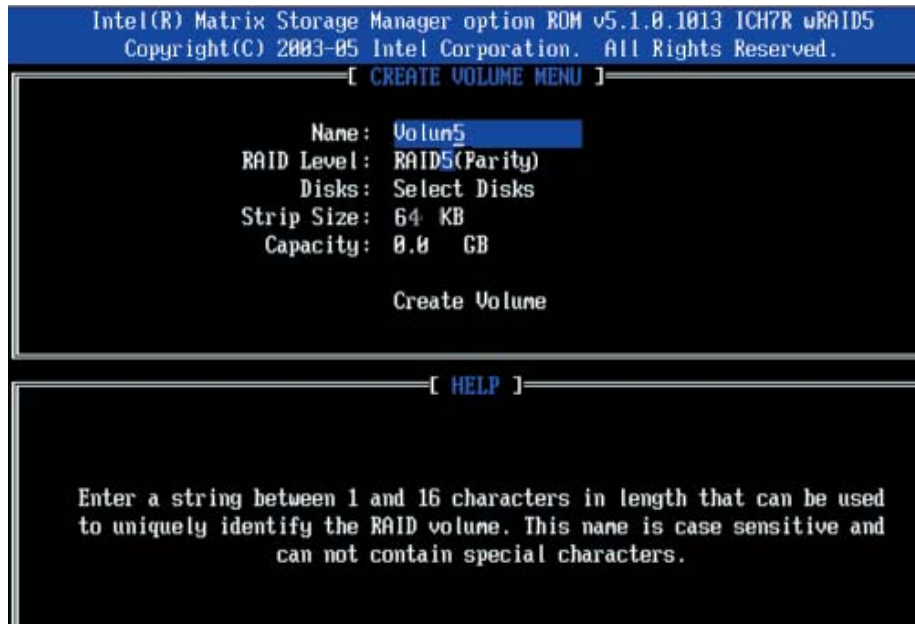 Intel(R) Matrix Storage Manager option ROM v5.1.0.1013 ICH7R wRAID5
Copyright(C) 2003-05 Intel Corporation. All Rights Reserved.
[ CREATE VOLUME MENU ]
Name: Volum5
RAID Level: RAID5(Parity)
Disks: Select Disks
Strip Size: 64 KB
Capacity: 0.0 GB
Create Volume
[ HELP ]
Enter a string between 1 and 16 characters in length that can be used
to uniquely identify the RAID volume. This name is case sensitive and
can not contain special characters.